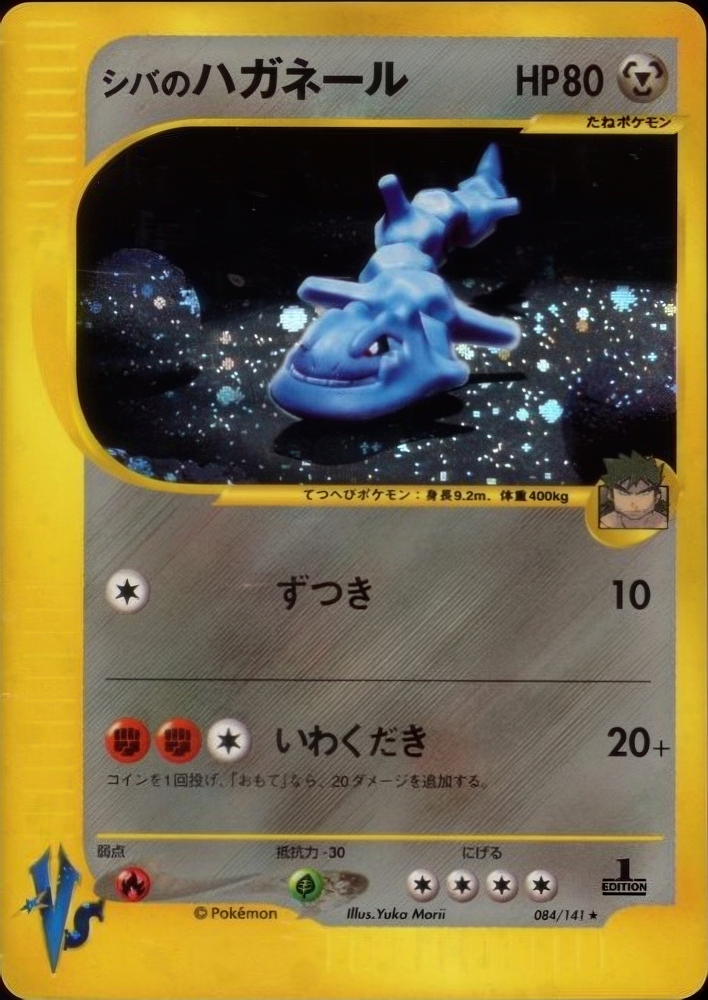 シバのハガネール HP80
たねポケモン
てつへびポケモン：身長9.2m．体重400kg
ずつき 10
いわくだき 20+
コインを1回投げ、「おもて」なら、20ダメージを追加する。
弱点 抵抗力 -30 にげる
1
EDITION
© Pokémon Illus.Yuka Morii 084/141 ★
VS